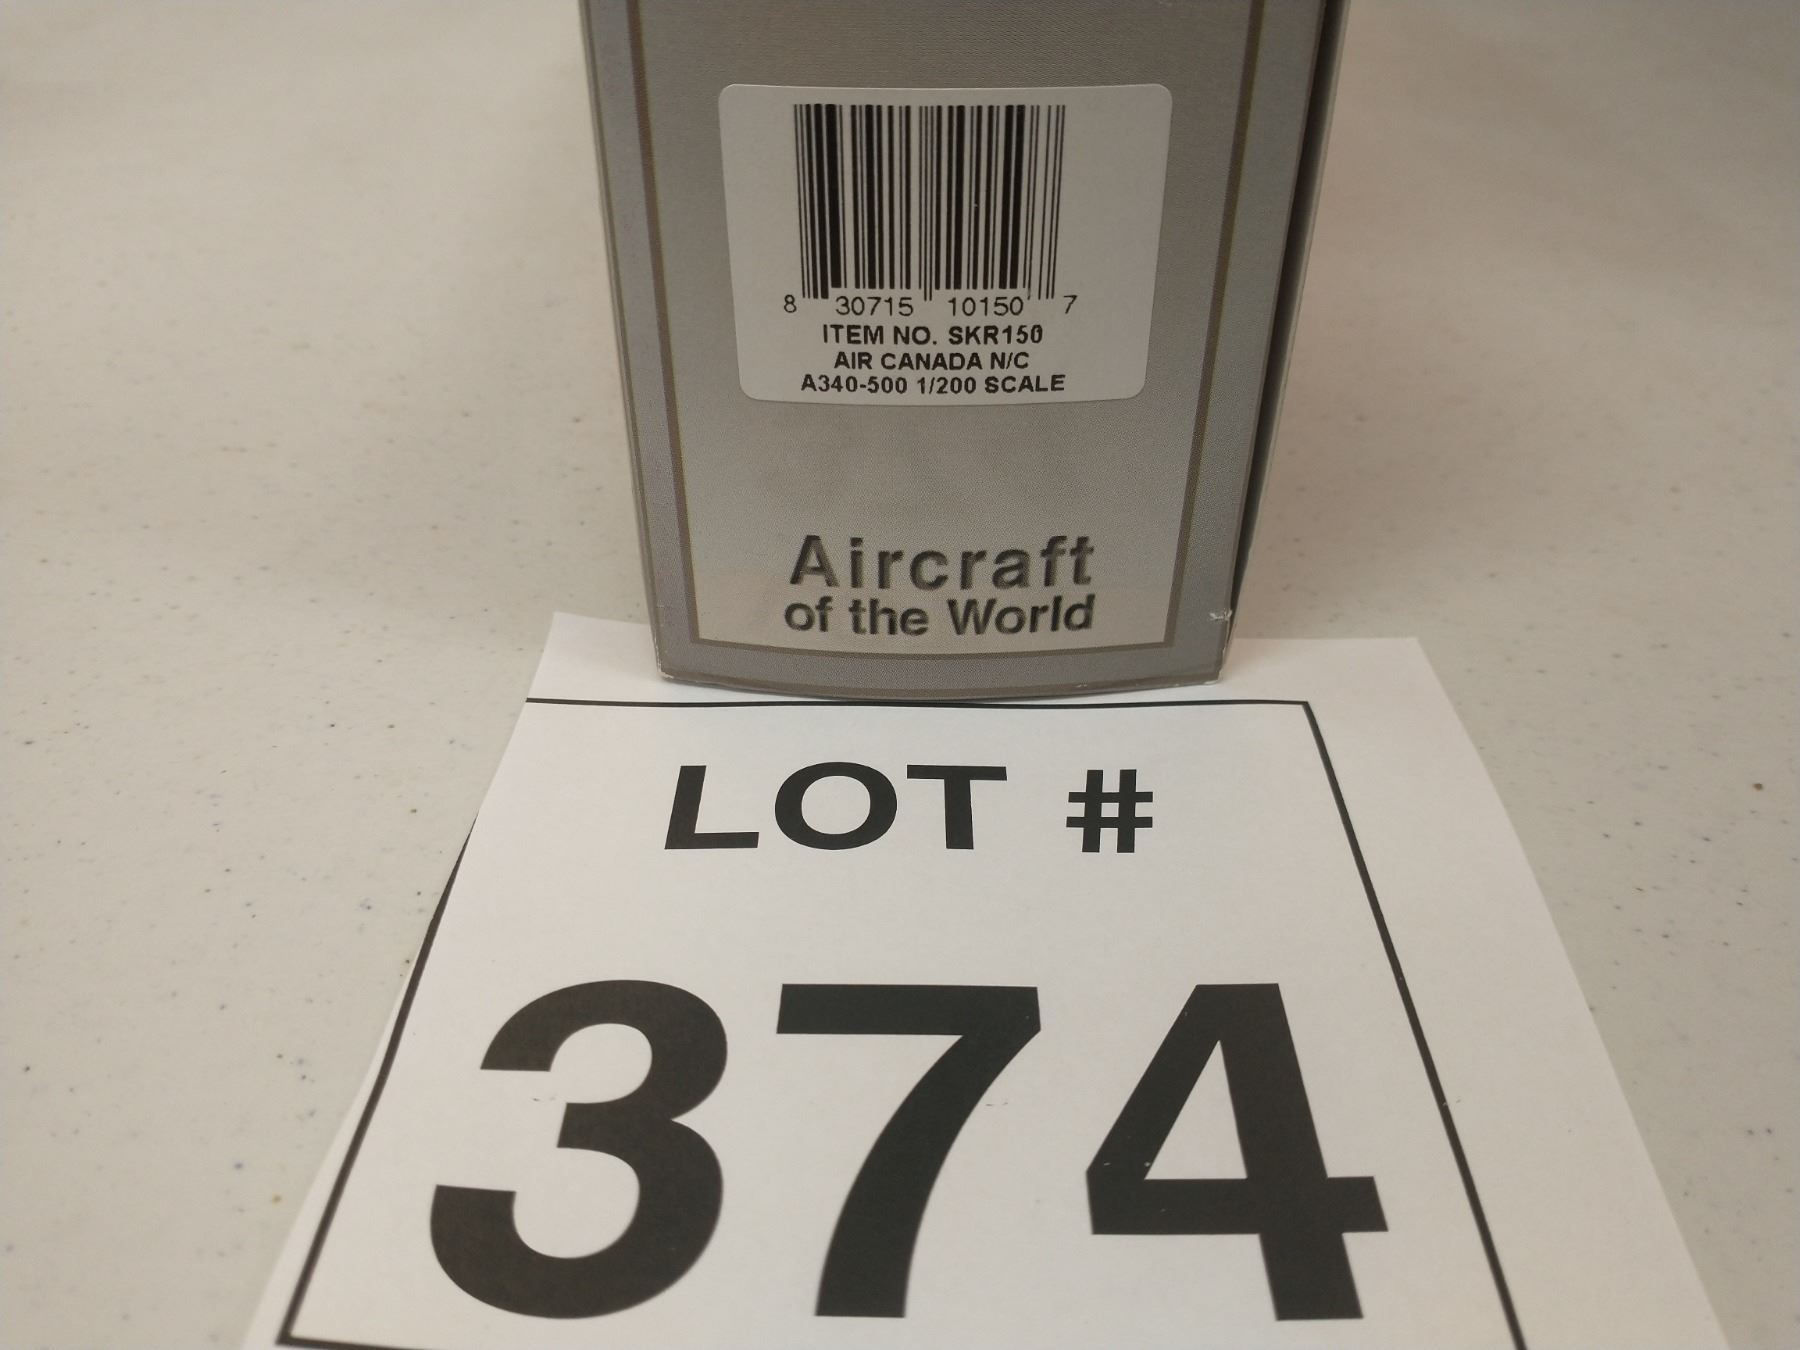 8 30715 10150 7
ITEM NO. SKR150
AIR CANADA N/C
A340-500 1/200 SCALE
Aircraft
of the World
LOT #
374